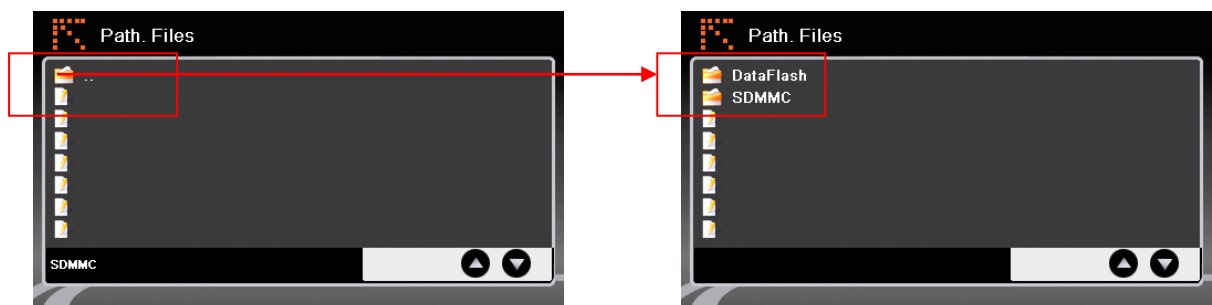 Path. Files
..
SDMMC
Path. Files
DataFlash
SDMMC